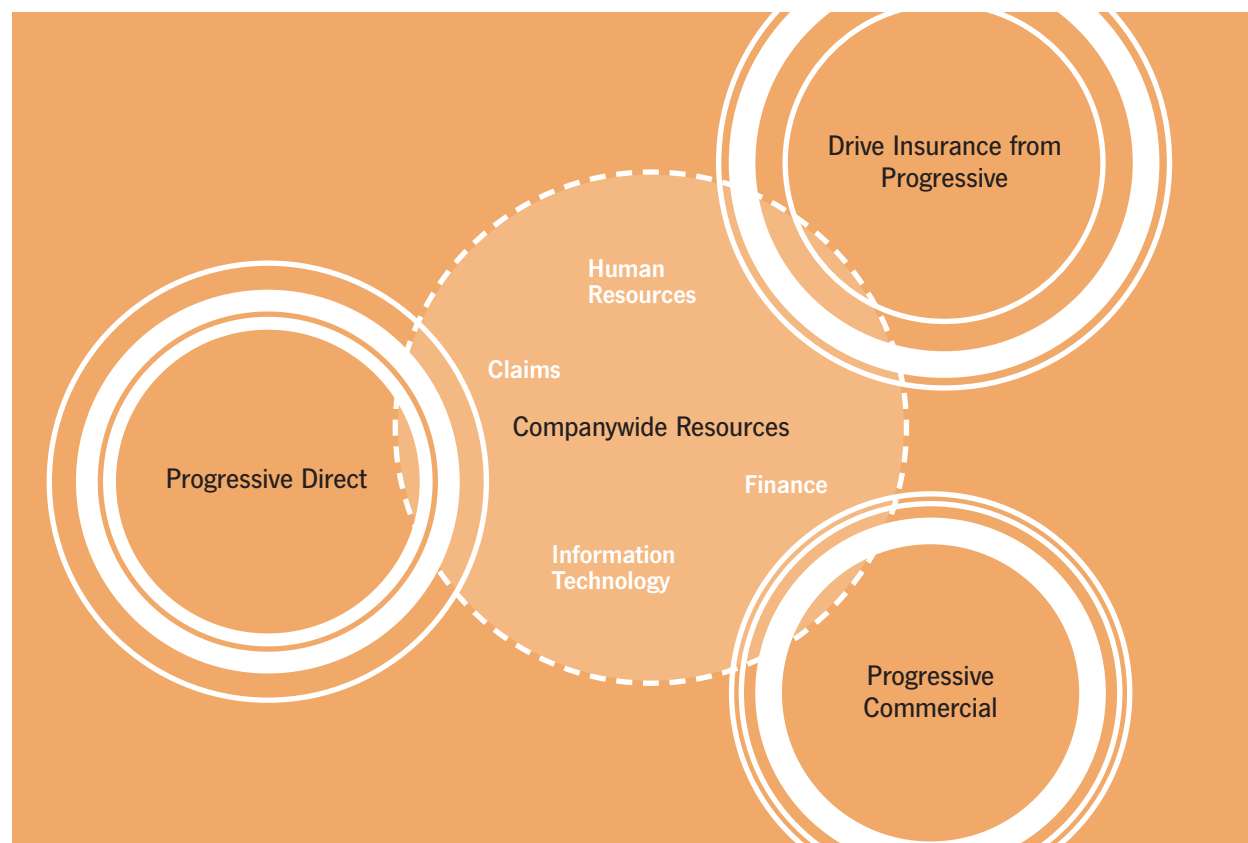 Drive Insurance from
Progressive
Human
Resources
Claims
Companywide Resources
Progressive Direct
Finance
Information
Technology
Progressive
Commercial